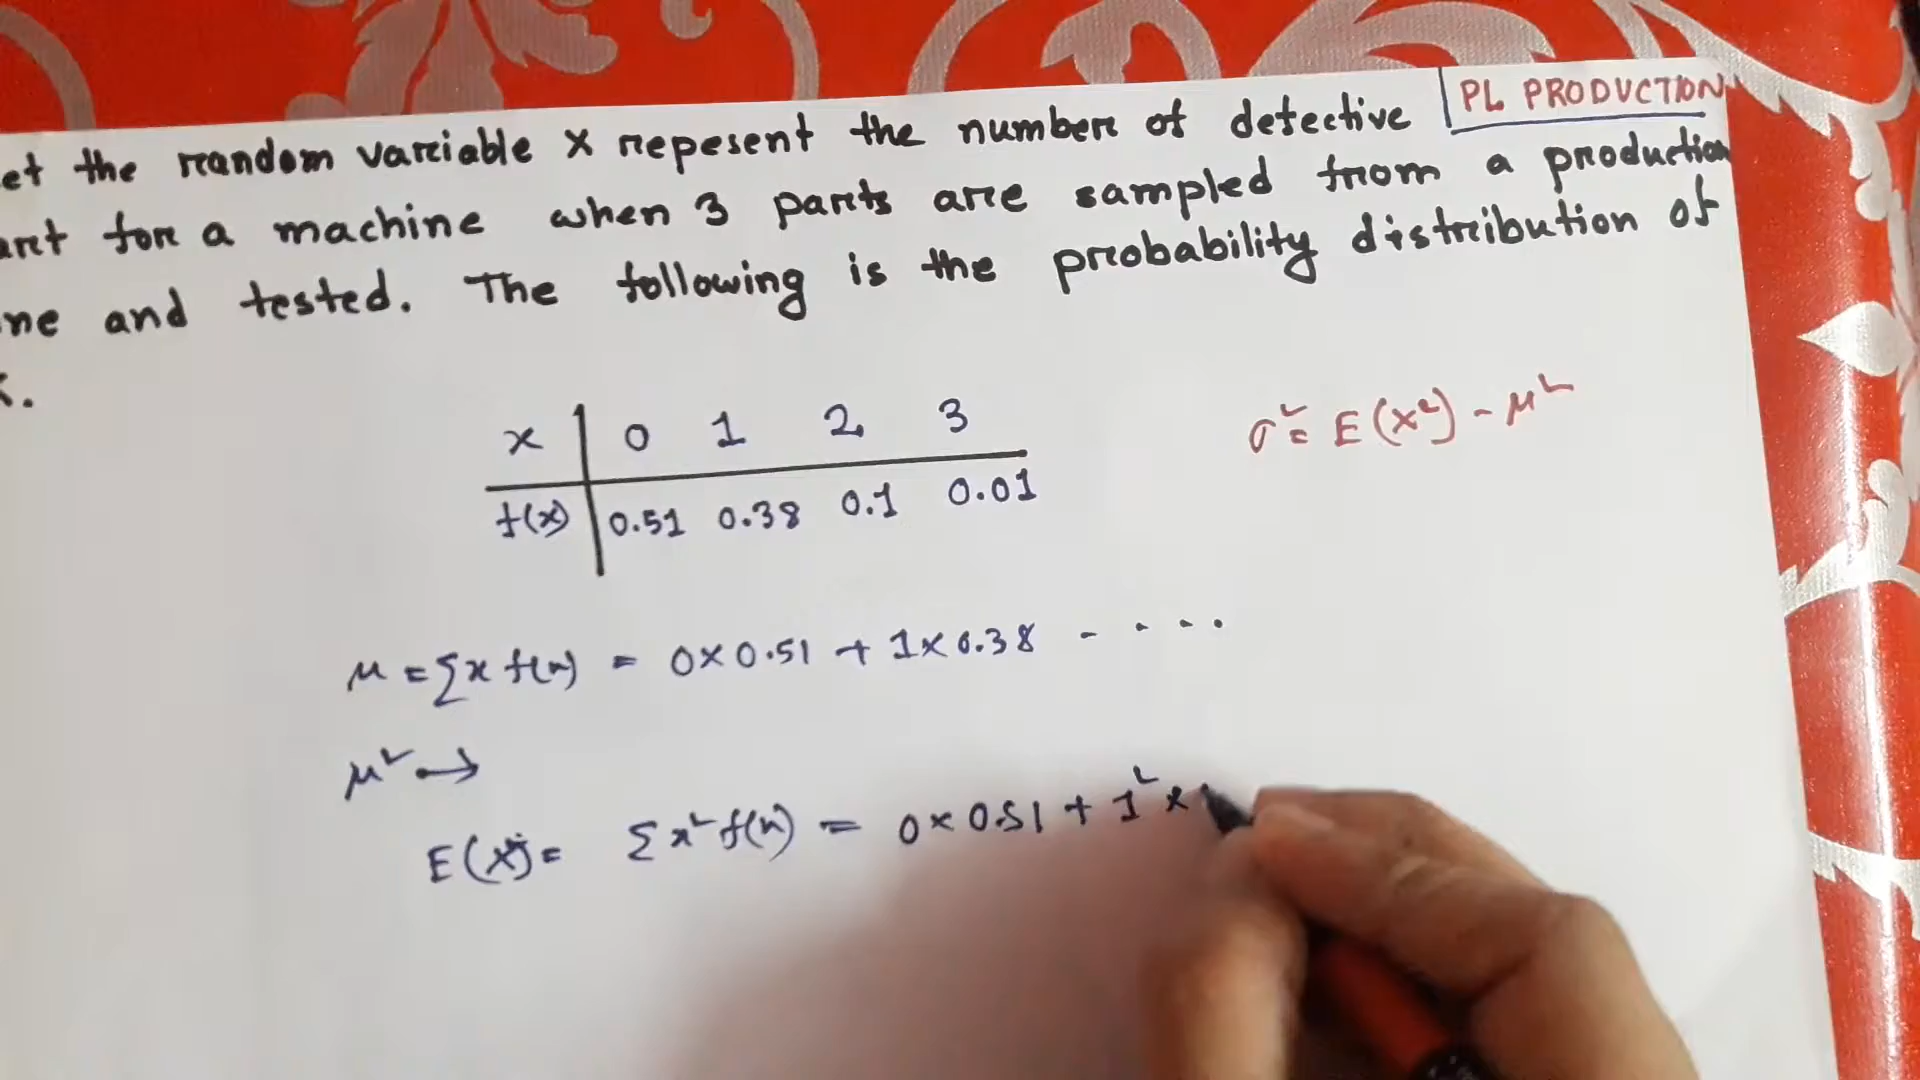 PL PRODUCTION
et the random variable X repesent the number of defective
art for a machine when 3 parts are sampled from a production
ne and tested. The following is the probability distribution of
x 0 1 2 3
f(x) 0.51 0.38 0.1 0.01
σ² = E(x²) - μ²
μ = Σx f(x) = 0×0.51 + 1×0.38 - . . . .
μ² →
E(x²) = Σx² f(x) = 0×0.51 + 1² ×